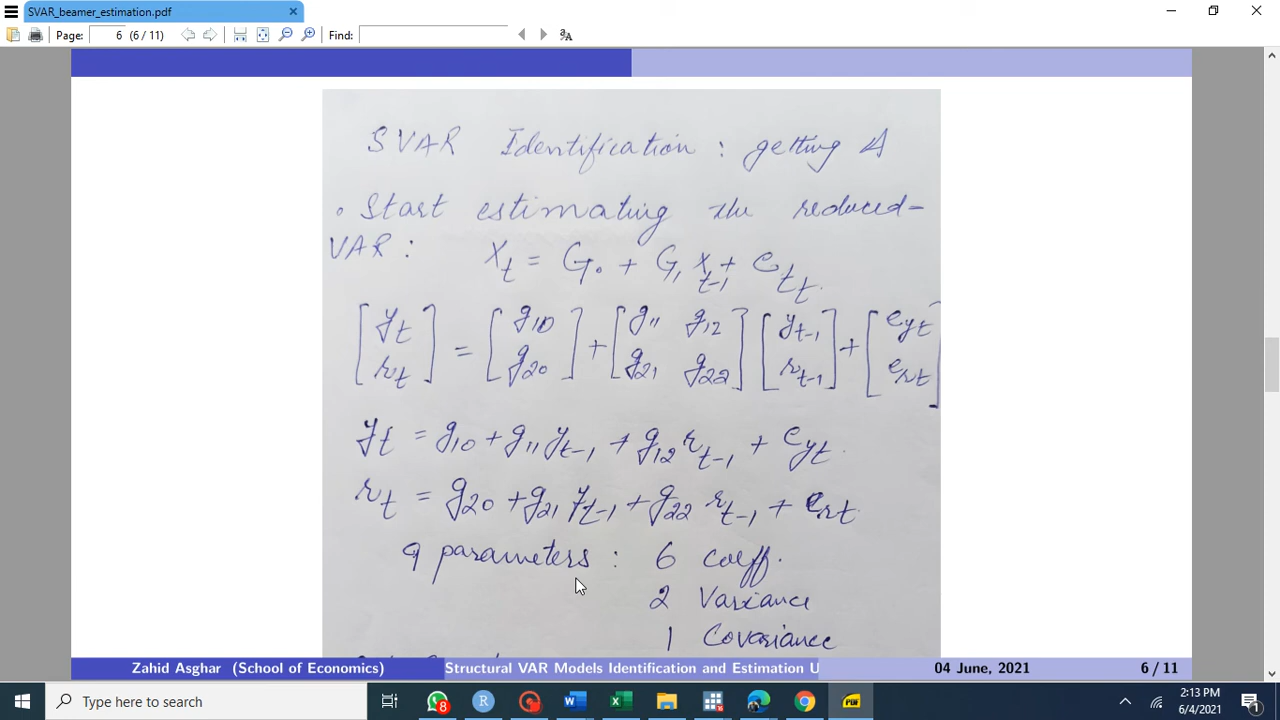 SVAR_beamer_estimation.pdf
Page: 6 (6/11) Find:
SVAR Identification : getting A
• Start estimating the reduced-
VAR : X_t = G_0 + G_1 X_{t-1} + e_t t.
[y_t r_t] = [g_10 g_20] + [g_11 g_12 g_21 g_22] [y_{t-1} r_{t-1}] + [e_yt e_rt]
y_t = g_10 + g_11 y_{t-1} + g_12 r_{t-1} + e_yt.
r_t = g_20 + g_21 y_{t-1} + g_22 r_{t-1} + e_rt.
9 parameters : 6 coeff.
2 Variance
1 Covariance
Zahid Asghar (School of Economics) Structural VAR Models Identification and Estimation U 04 June, 2021 6 / 11
Type here to search
8
R
PDF
2:13 PM
6/4/2021
1